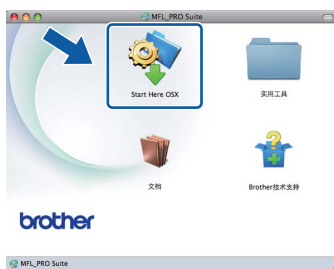 MFL_PRO Suite
Start Here OSX
实用工具
文档
Brother技术支持
brother
MFL_PRO Suite